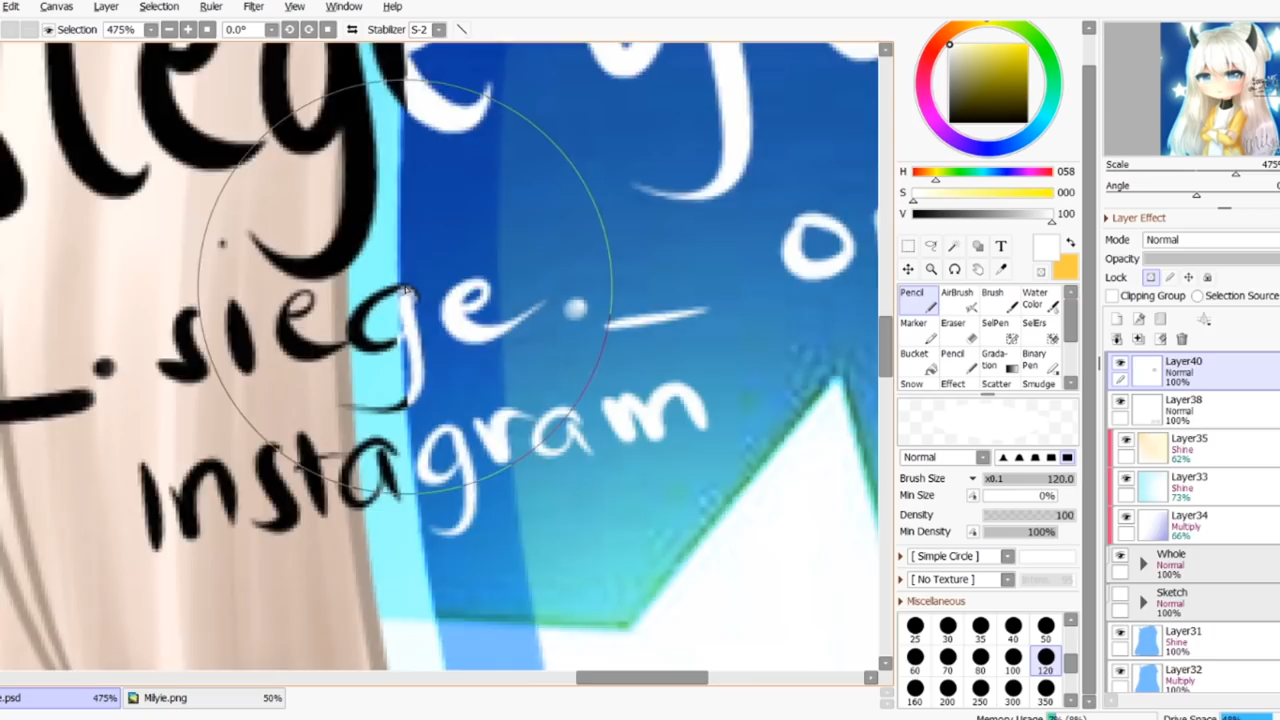 Edit Canvas Layer Selection Ruler Filter View Window Help
Selection 475% 0.0° Stabilizer S-2
_.siege._
Instagram
H 058
S 000
V 100
T
Pencil AirBrush Brush Water Color
Marker Eraser SelPen SelErs
Bucket Pencil Grada-tion Binary Pen
Snow Effect Scatter Smudge
Normal
Brush Size x0.1 120.0
Min Size 0%
Density 100
Min Density 100%
[ Simple Circle ]
[ No Texture ] 95
Miscellaneous
25 30 35 40 50
60 70 80 100 120
160 200 250 300 350
Scale 475%
Angle
Layer Effect
Mode Normal
Opacity
Lock
Clipping Group Selection Source
Layer40
Normal
100%
Layer38
Normal
100%
Layer35
Shine
62%
Layer33
Shine
73%
Layer34
Multiply
66%
Whole
Normal
100%
Sketch
Normal
100%
Layer31
Shine
100%
Layer32
Multiply
100%
e.psd 475% Milyie.png 50%
Memory Usage Drive Space 48%